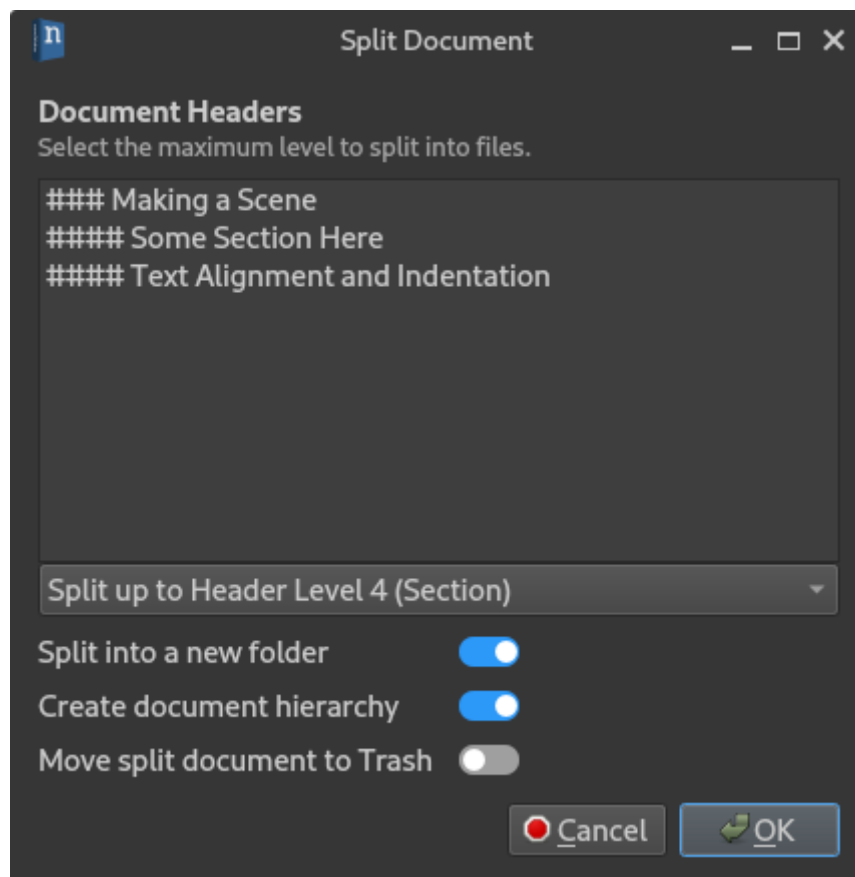 n
Split Document
Document Headers
Select the maximum level to split into files.
### Making a Scene
#### Some Section Here
#### Text Alignment and Indentation
Split up to Header Level 4 (Section)
Split into a new folder
Create document hierarchy
Move split document to Trash
Cancel
OK